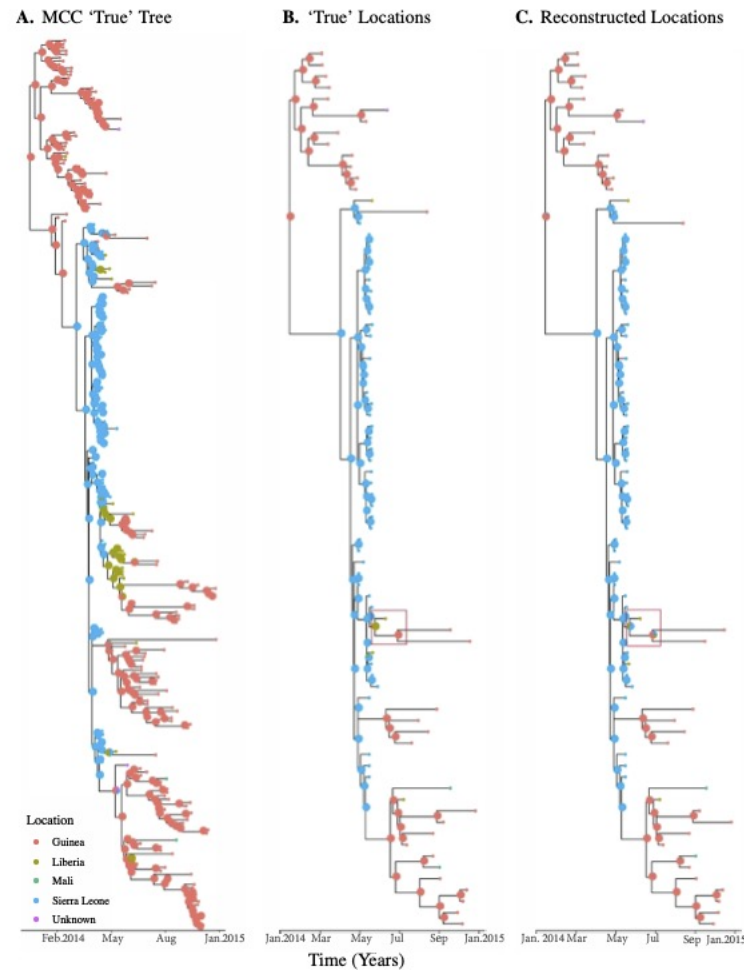 A. MCC ‘True’ Tree
B. ‘True’ Locations
C. Reconstructed Locations
Location
Guinea
Liberia
Mali
Sierra Leone
Unknown
Feb.2014 May Aug Jan.2015
Jan.2014 Mar May Jul Sep Jan.2015
Jan. 2014 Mar May Jul Sep Jan.2015
Time (Years)